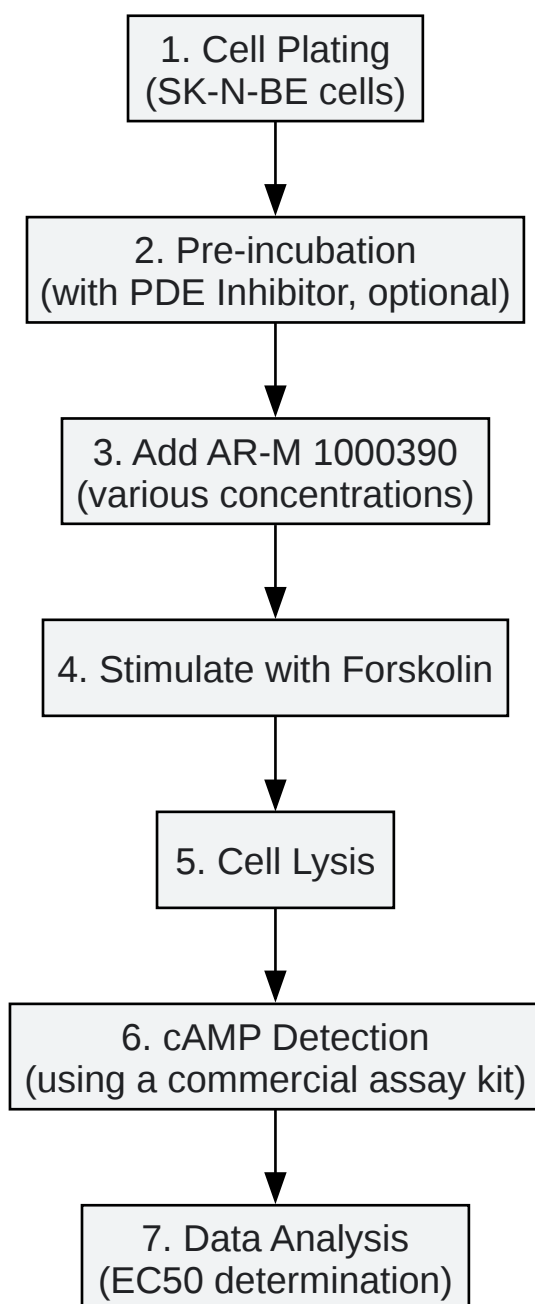 1. Cell Plating
(SK-N-BE cells)
2. Pre-incubation
(with PDE Inhibitor, optional)
3. Add AR-M 1000390
(various concentrations)
4. Stimulate with Forskolin
5. Cell Lysis
6. cAMP Detection
(using a commercial assay kit)
7. Data Analysis
(EC50 determination)